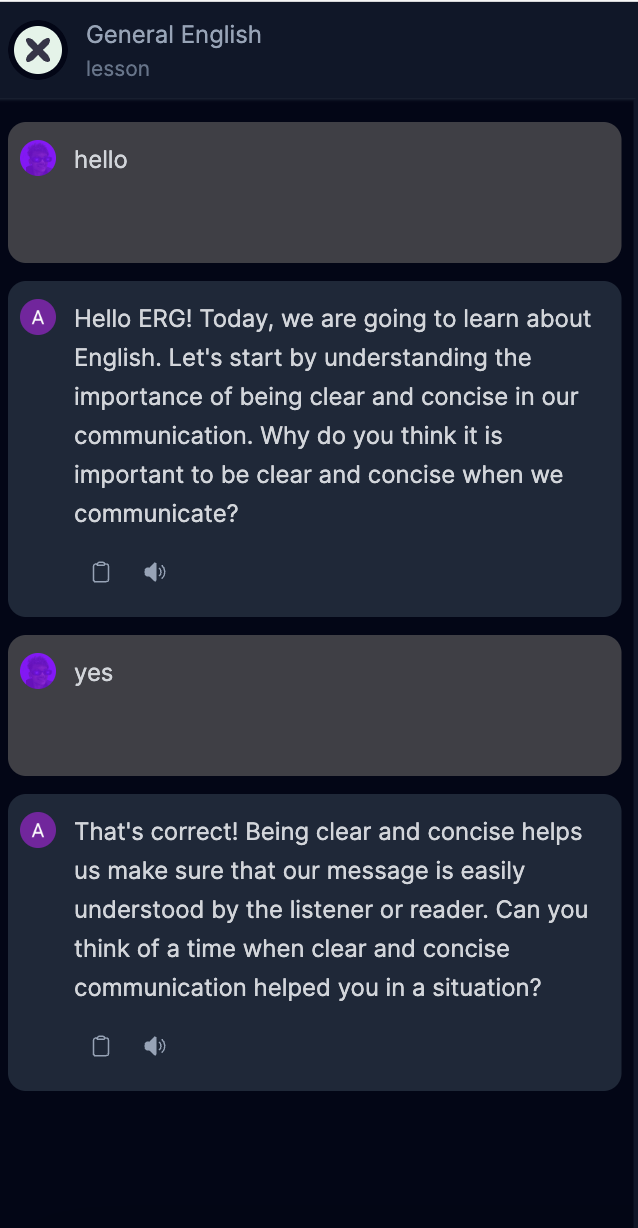 General English
lesson
hello
A
Hello ERG! Today, we are going to learn about
English. Let's start by understanding the
importance of being clear and concise in our
communication. Why do you think it is
important to be clear and concise when we
communicate?
yes
A
That's correct! Being clear and concise helps
us make sure that our message is easily
understood by the listener or reader. Can you
think of a time when clear and concise
communication helped you in a situation?